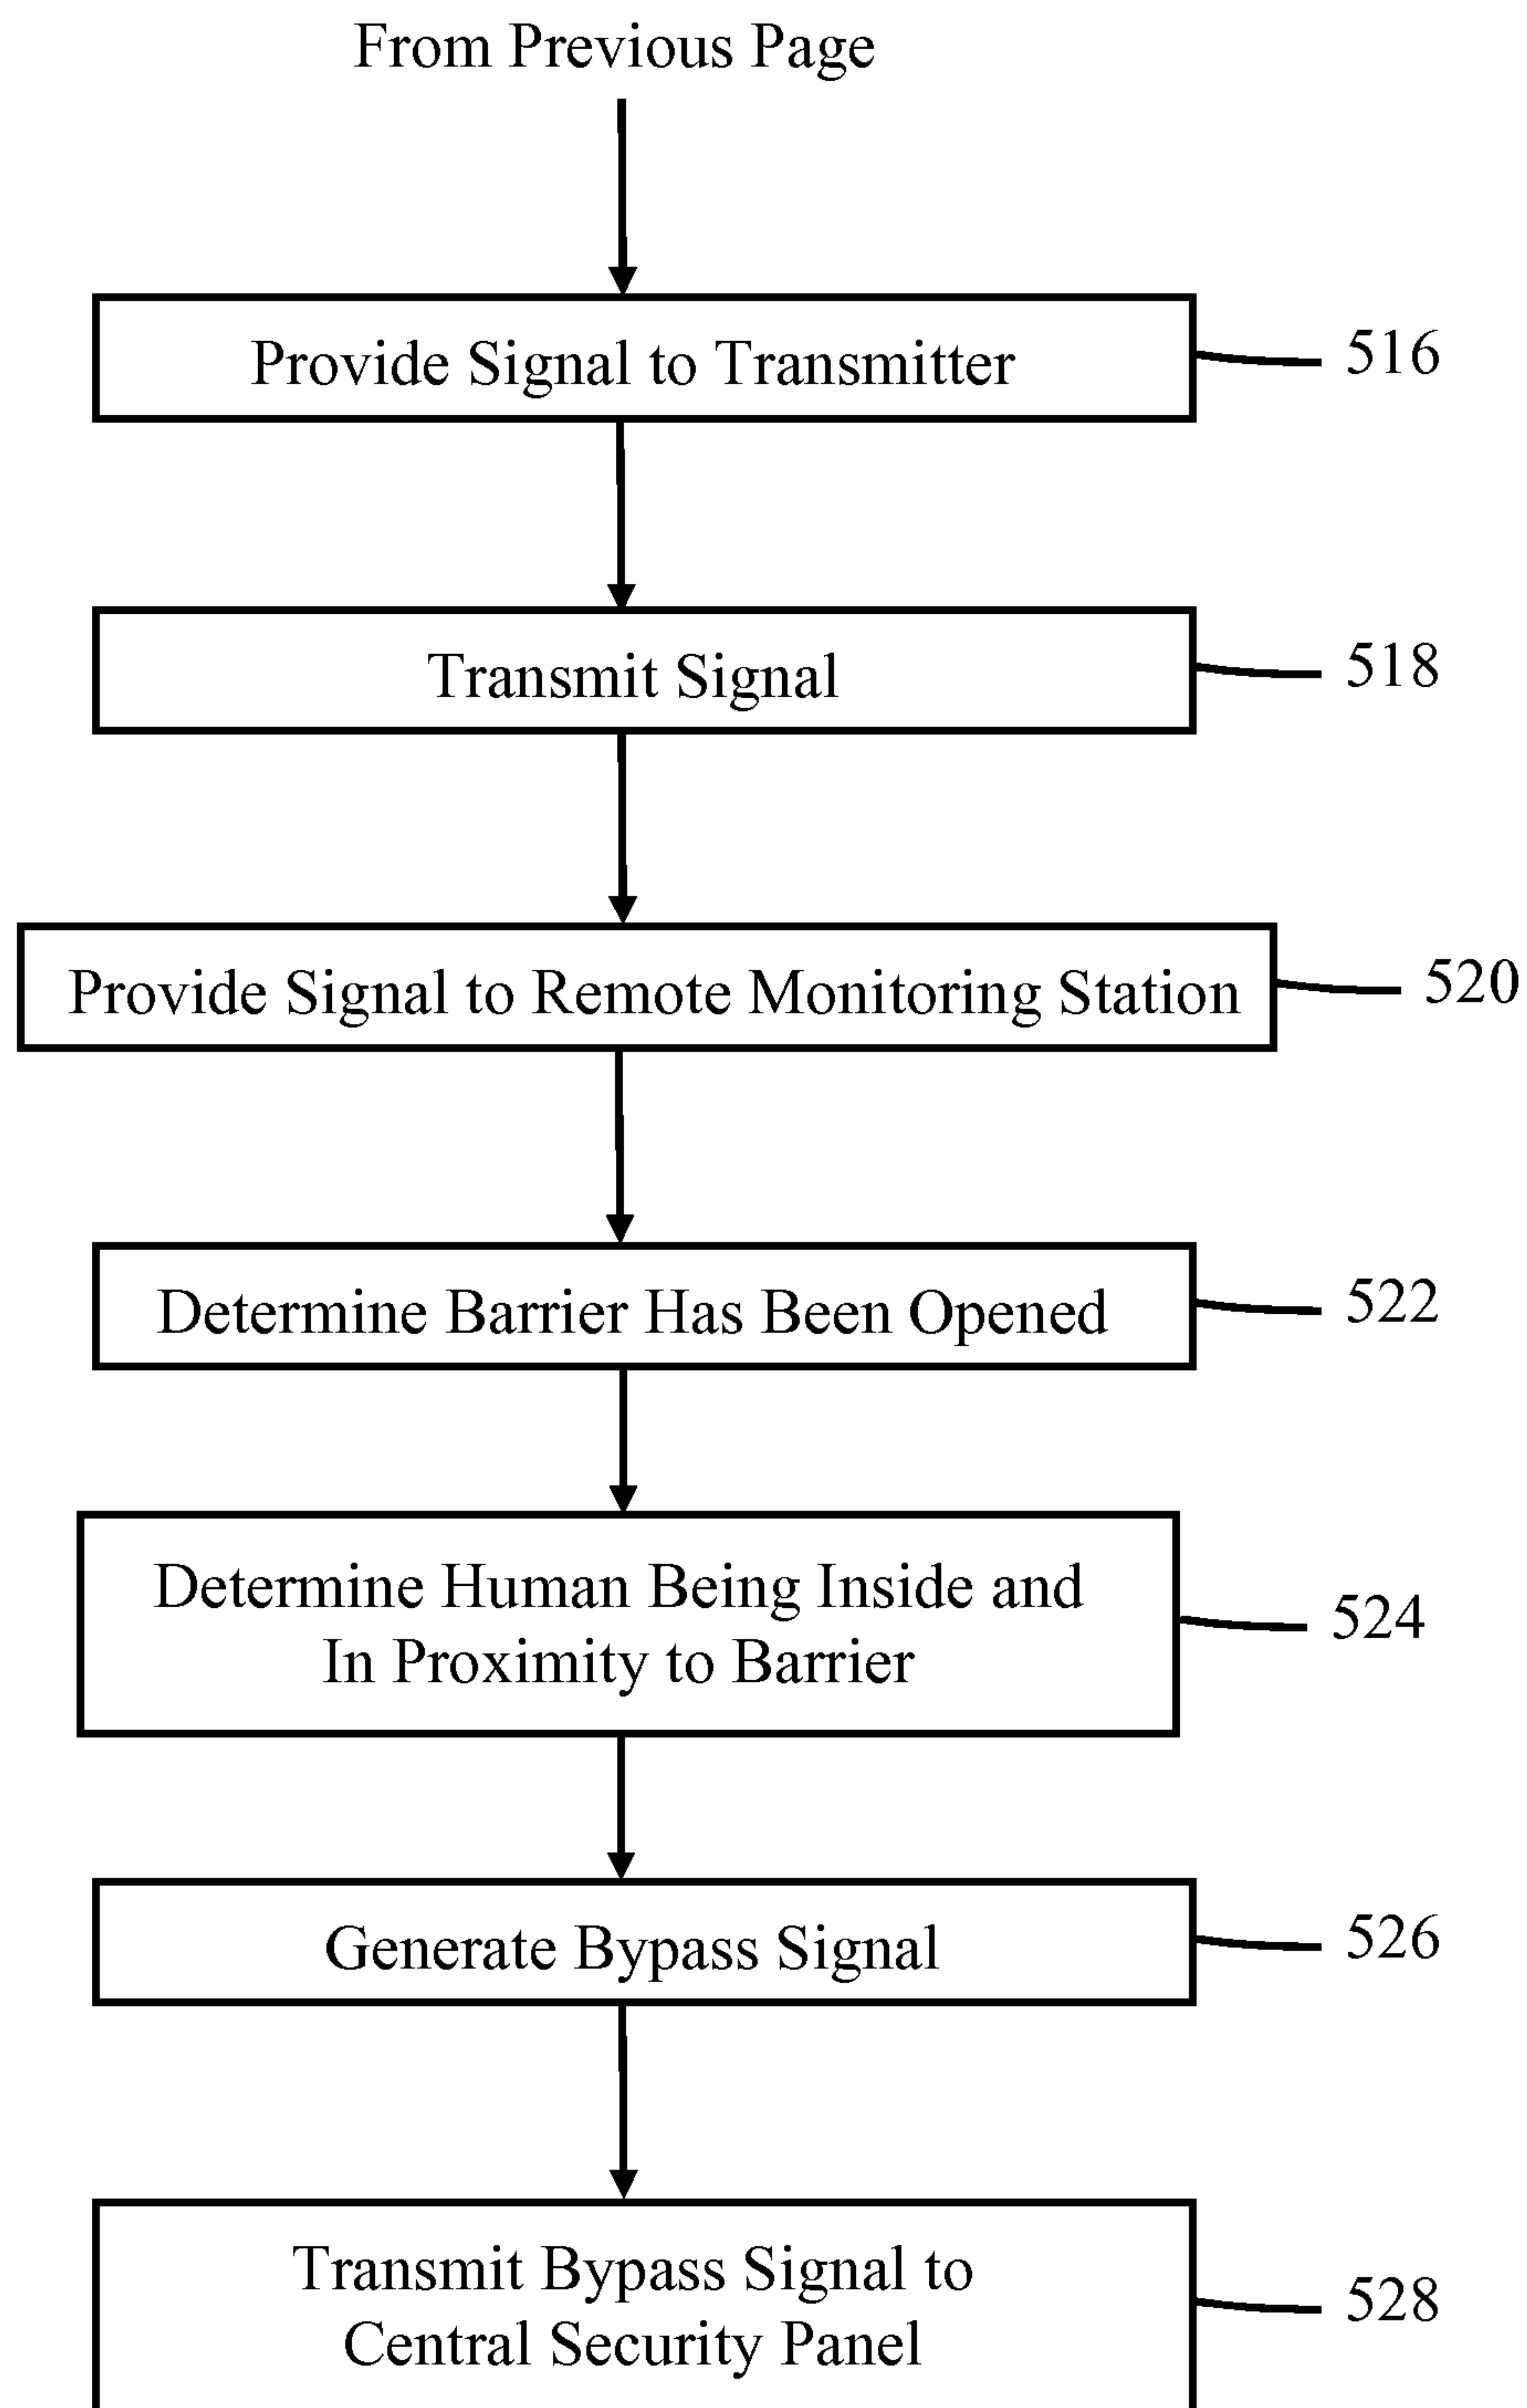 From Previous Page
Provide Signal to Transmitter
516
Transmit Signal
518
Provide Signal to Remote Monitoring Station
520
Determine Barrier Has Been Opened
522
Determine Human Being Inside and
In Proximity to Barrier
524
Generate Bypass Signal
526
Transmit Bypass Signal to
Central Security Panel
528